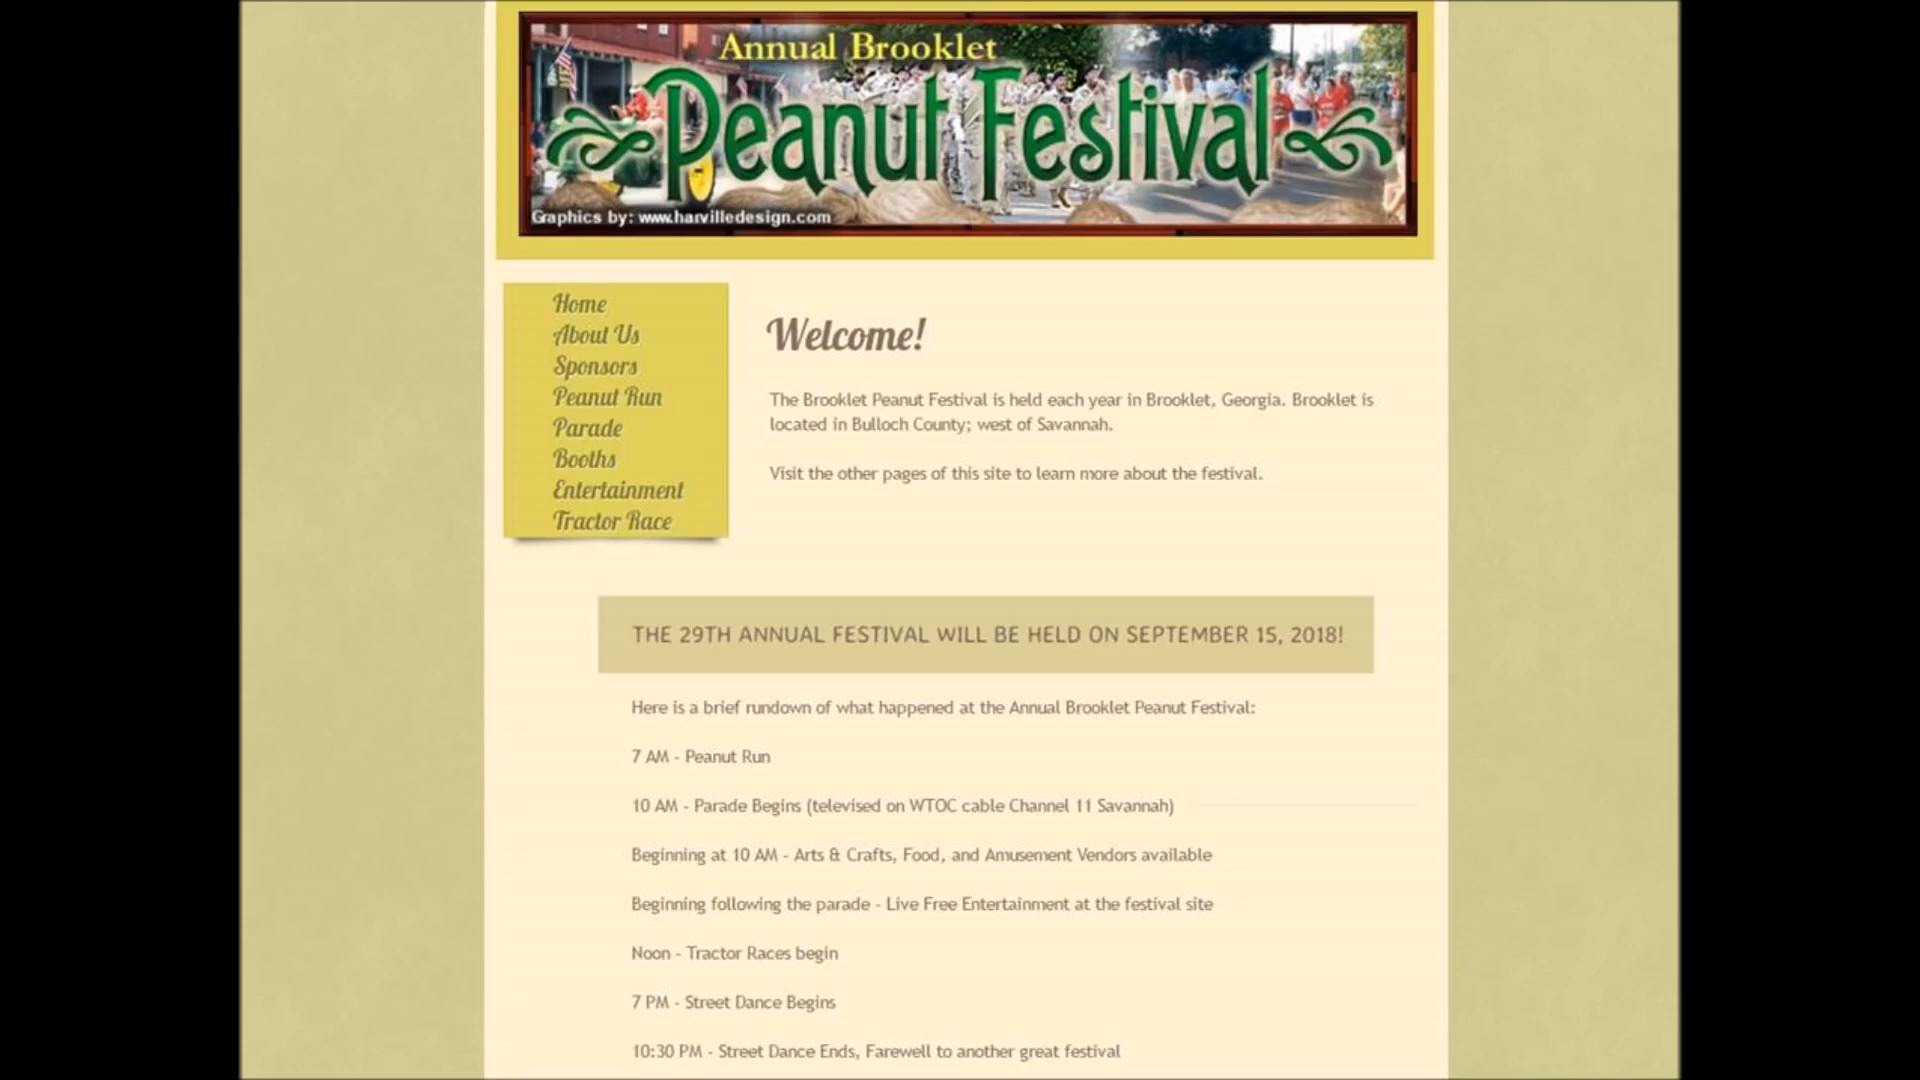 Annual Brooklet
Peanut Festival
Graphics by: www.harvilledesign.com
Home
About Us
Sponsors
Peanut Run
Parade
Booths
Entertainment
Tractor Race
Welcome!
The Brooklet Peanut Festival is held each year in Brooklet, Georgia. Brooklet is
located in Bulloch County; west of Savannah.
Visit the other pages of this site to learn more about the festival.
THE 29TH ANNUAL FESTIVAL WILL BE HELD ON SEPTEMBER 15, 2018!
Here is a brief rundown of what happened at the Annual Brooklet Peanut Festival:
7 AM - Peanut Run
10 AM - Parade Begins (televised on WTOC cable Channel 11 Savannah)
Beginning at 10 AM - Arts & Crafts, Food, and Amusement Vendors available
Beginning following the parade - Live Free Entertainment at the festival site
Noon - Tractor Races begin
7 PM - Street Dance Begins
10:30 PM - Street Dance Ends, Farewell to another great festival